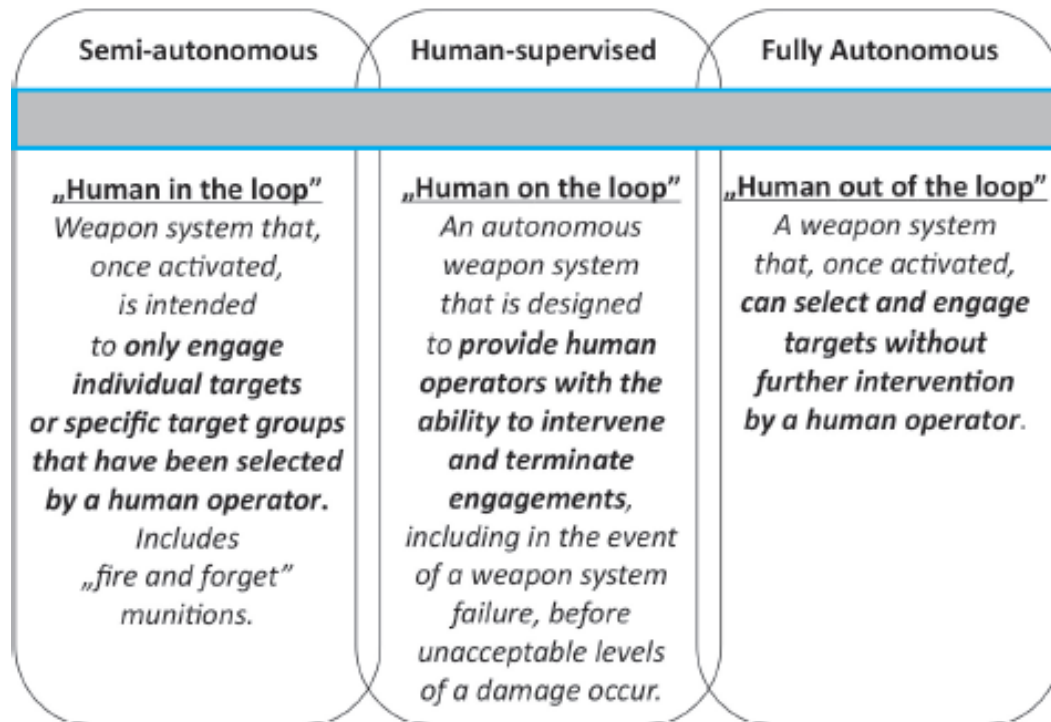 Semi-autonomous
Human-supervised
Fully Autonomous
„Human in the loop”
Weapon system that,
once activated,
is intended
to only engage
individual targets
or specific target groups
that have been selected
by a human operator.
Includes
„fire and forget”
munitions.
„Human on the loop”
An autonomous
weapon system
that is designed
to provide human
operators with the
ability to intervene
and terminate
engagements,
including in the event
of a weapon system
failure, before
unacceptable levels
of a damage occur.
„Human out of the loop”
A weapon system
that, once activated,
can select and engage
targets without
further intervention
by a human operator.